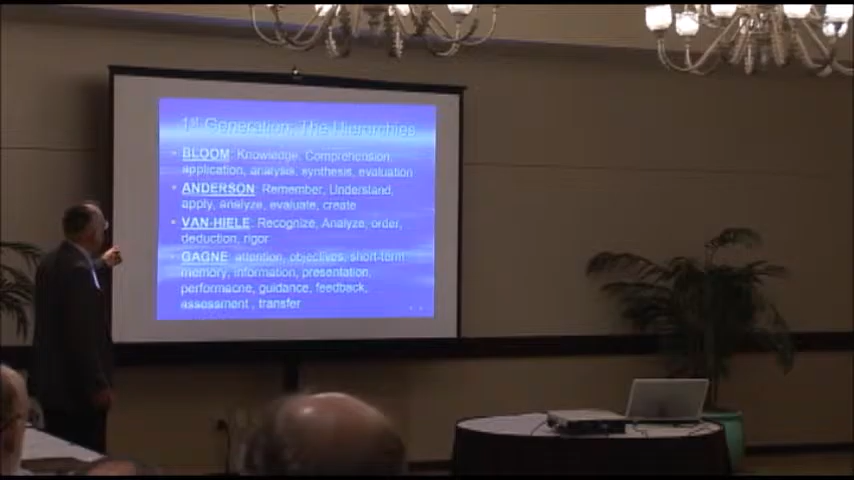 1st Generation: The Hierarchies
BLOOM: Knowledge, Comprehension,
application, analysis, synthesis, evaluation
ANDERSON: Remember, Understand,
apply, analyze, evaluate, create
VAN-HIELE: Recognize, Analyze, order,
deduction, rigor
GAGNE: attention, objectives, short-term
memory, information, presentation,
performacne, guidance, feedback,
assessment , transfer